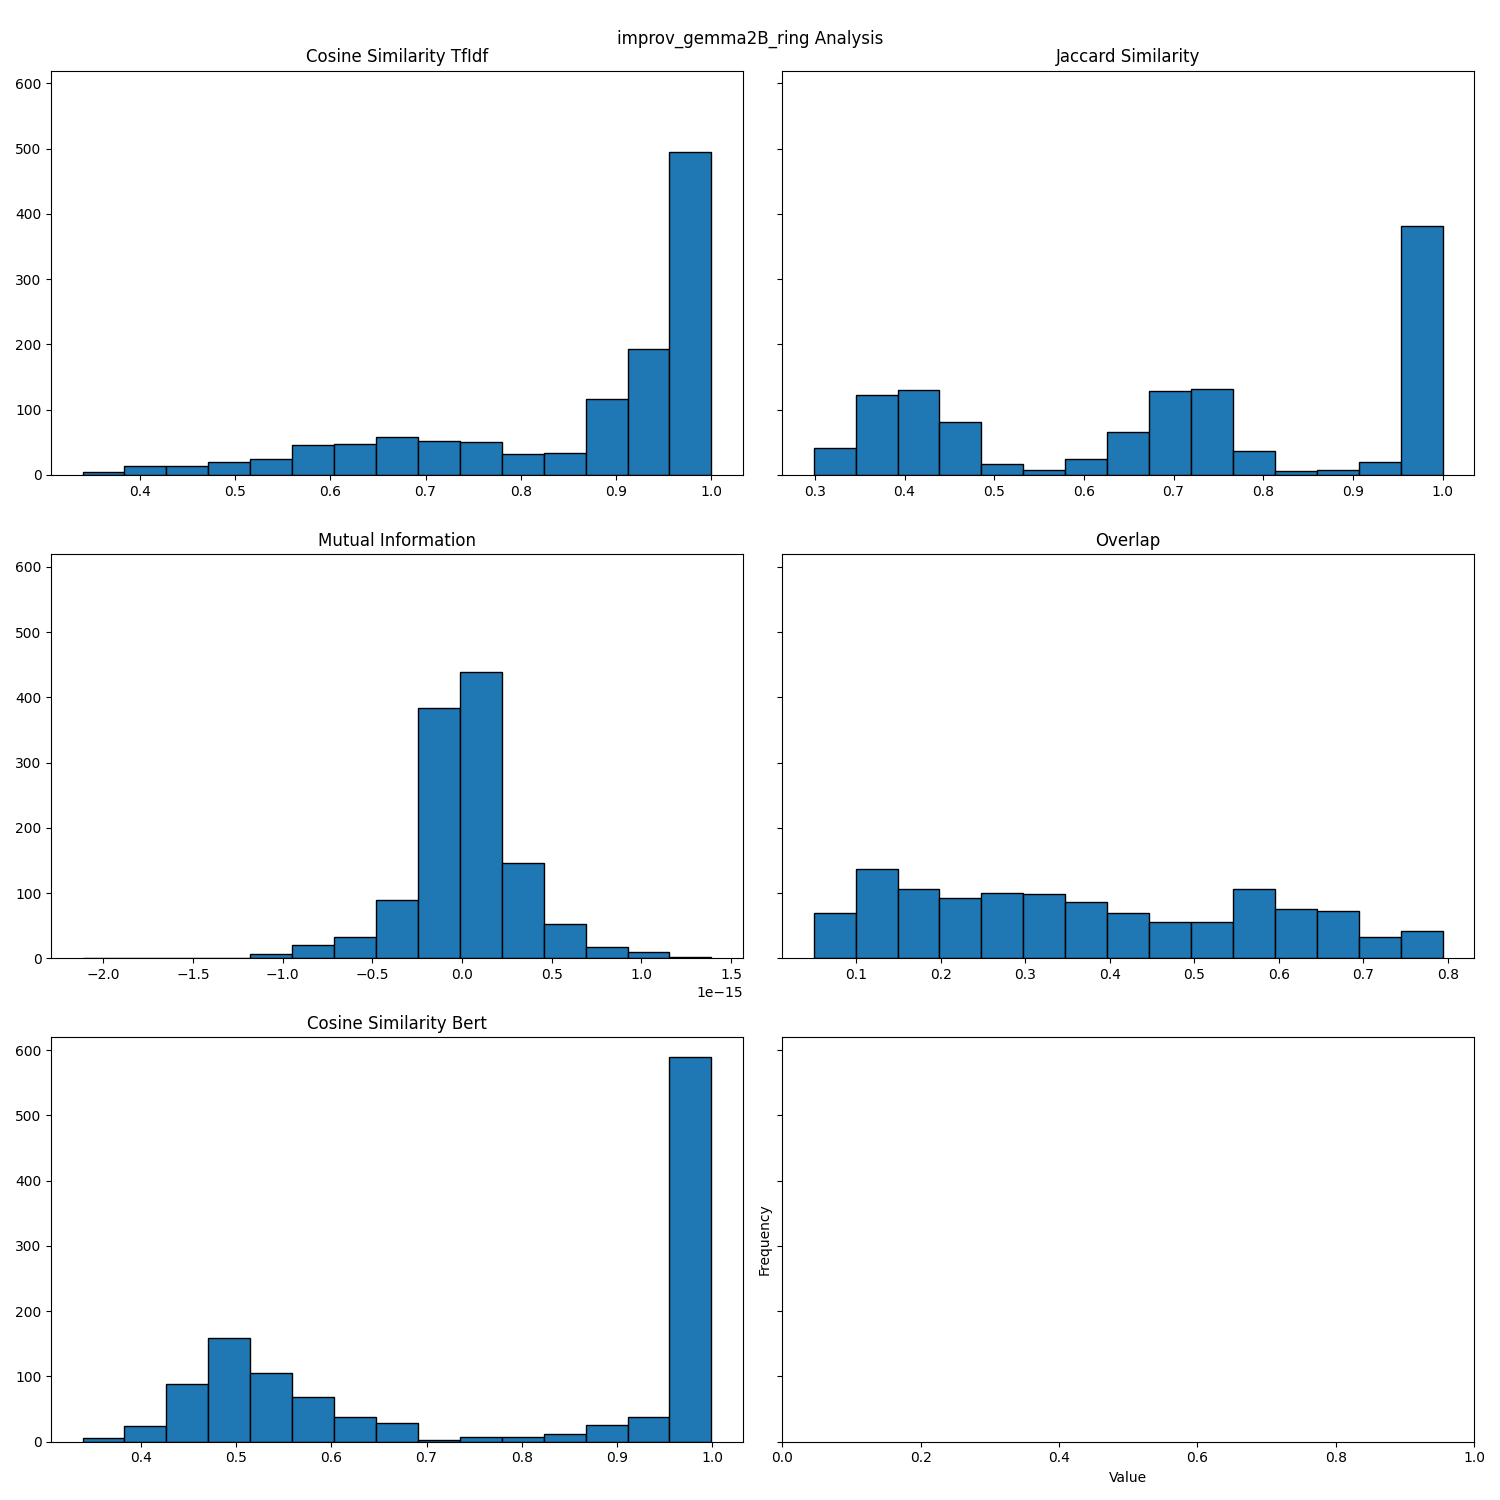 improv_gemma2B_ring Analysis
Cosine Similarity TfIdf
Jaccard Similarity
600
500
400
300
200
100
0
0.4 0.5 0.6 0.7 0.8 0.9 1.0
0.3 0.4 0.5 0.6 0.7 0.8 0.9 1.0
Mutual Information
Overlap
600
500
400
300
200
100
0
−2.0 −1.5 −1.0 −0.5 0.0 0.5 1.0 1.5
1e−15
0.1 0.2 0.3 0.4 0.5 0.6 0.7 0.8
Cosine Similarity Bert
600
500
400
300
200
100
0
0.4 0.5 0.6 0.7 0.8 0.9 1.0
Frequency
0.0 0.2 0.4 0.6 0.8 1.0
Value